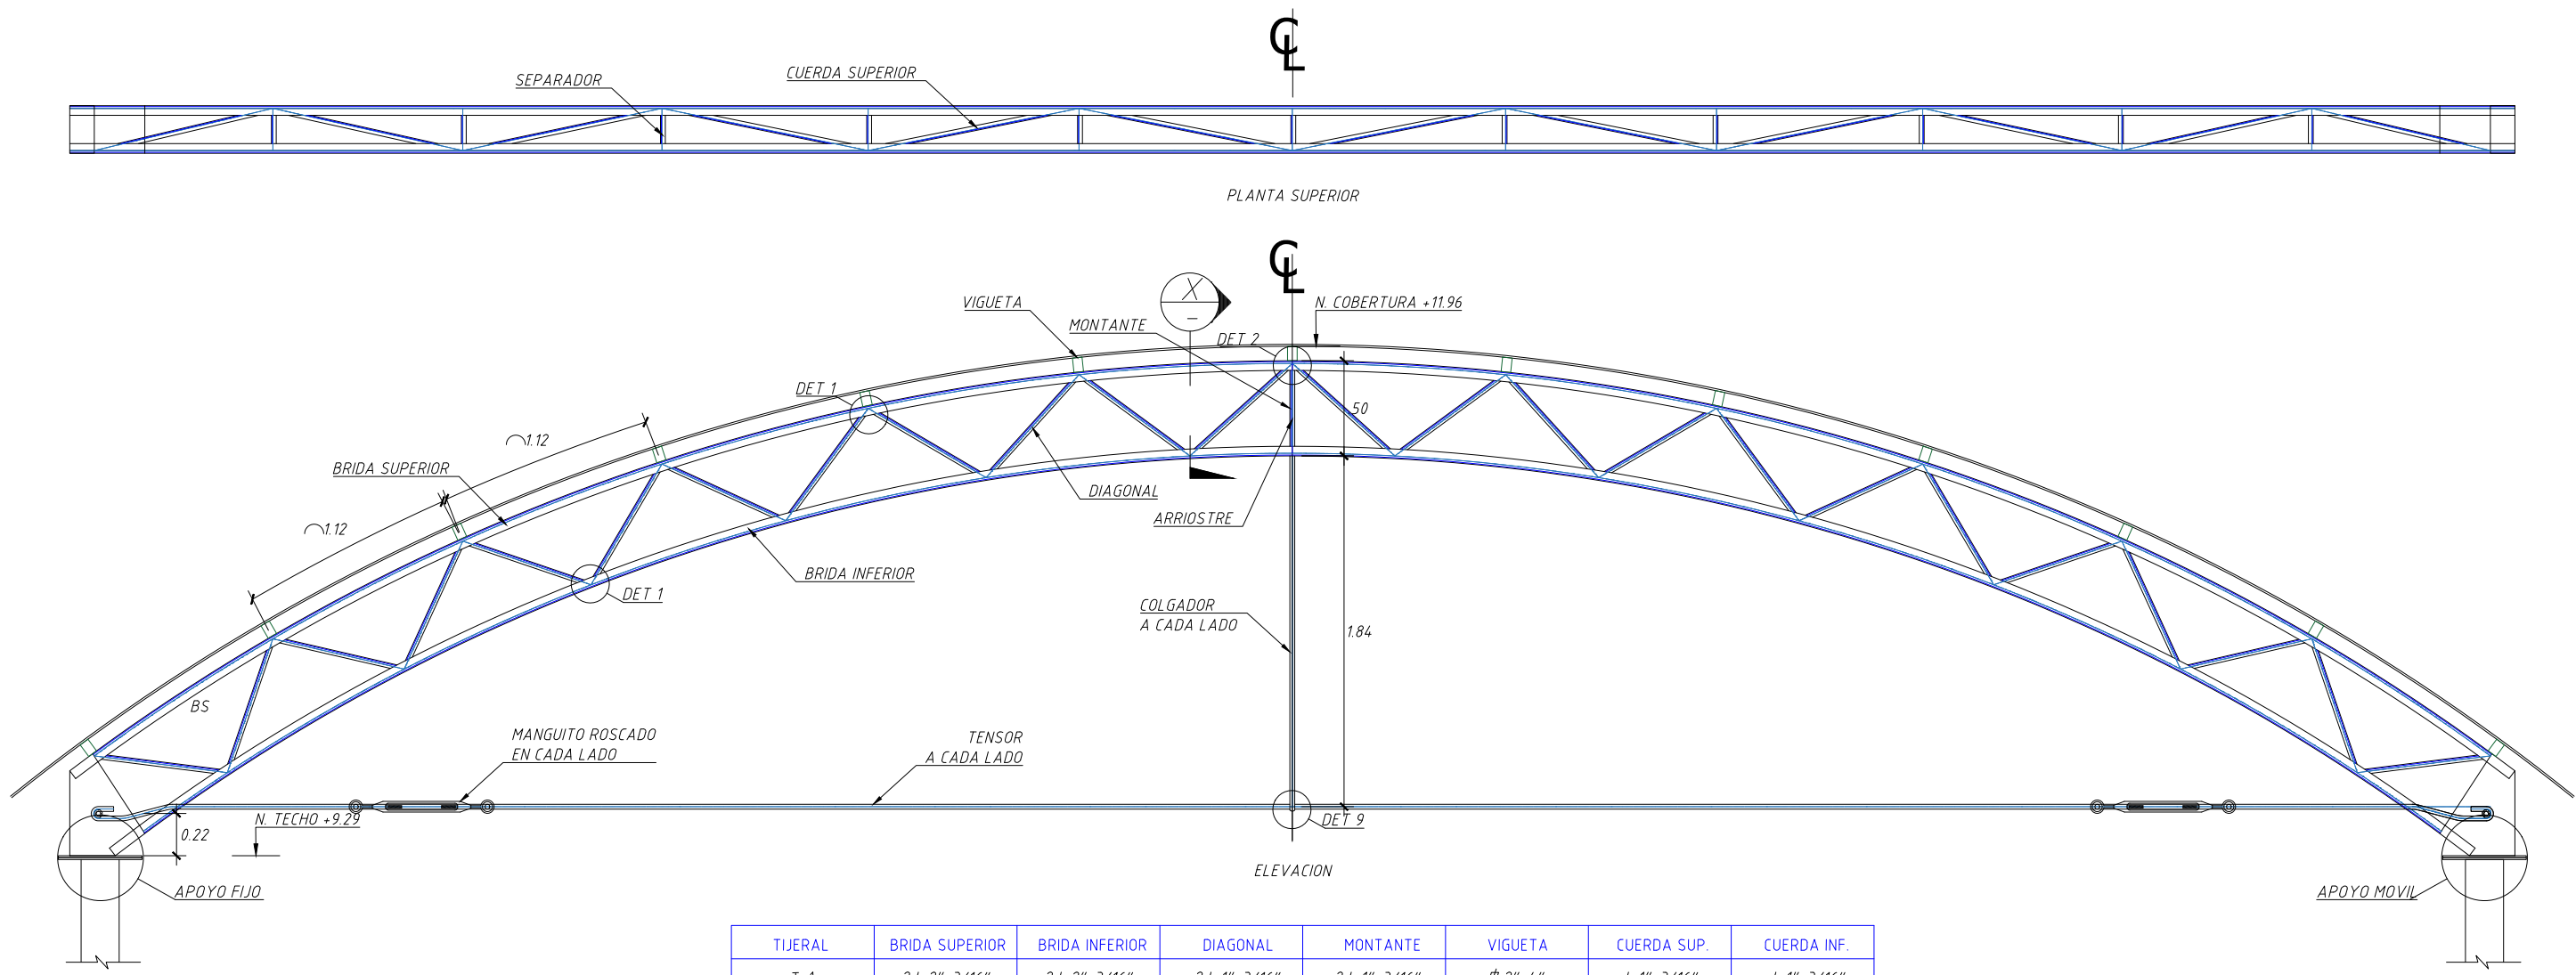 ℄
SEPARADOR
CUERDA SUPERIOR
PLANTA SUPERIOR
℄
X
-
VIGUETA
N. COBERTURA +11.96
MONTANTE
DET 2
DET 1
.50
1.12
BRIDA SUPERIOR
DIAGONAL
ARRIOSTRE
1.12
BRIDA INFERIOR
DET 1
COLGADOR
A CADA LADO
1.84
BS
MANGUITO ROSCADO
EN CADA LADO
TENSOR
A CADA LADO
N. TECHO +9.29
0.22
DET 9
ELEVACION
APOYO FIJO
APOYO MOVIL
TIJERAL BRIDA SUPERIOR BRIDA INFERIOR DIAGONAL MONTANTE VIGUETA CUERDA SUP. CUERDA INF.